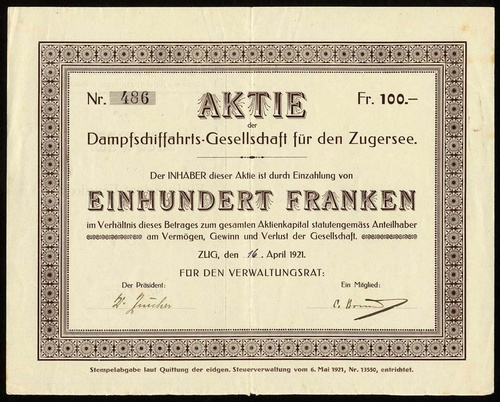 Nr. 486 AKTIE Fr. 100.—
der
Dampfschiffahrts-Gesellschaft für den Zugersee.
Der INHABER dieser Aktie ist durch Einzahlung von
EINHUNDERT FRANKEN
im Verhältnis dieses Betrages zum gesamten Aktienkapital statutengemäss Anteilhaber
am Vermögen, Gewinn und Verlust der Gesellschaft.
ZUG, den 16. April 1921.
FÜR DEN VERWALTUNGSRAT:
Der Präsident: Ein Mitglied:
Stempelabgabe laut Quittung der eidgen. Steuerverwaltung vom 6. Mai 1921, Nr. 13550, entrichtet.